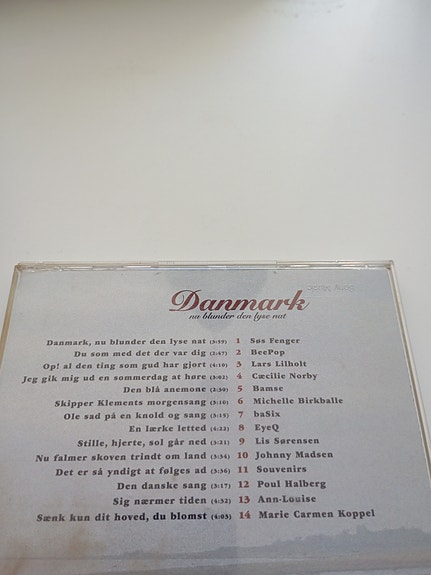 Danmark
nu blunder den lyse nat
Danmark, nu blunder den lyse nat (3:59) 1 Søs Fenger
Du som med det der var dig (2:47) 2 BeePop
Op! al den ting som gud har gjort (4:10) 3 Lars Lilholt
Jeg gik mig ud en sommerdag at høre (3:02) 4 Cæcilie Norby
Den blå anemone (2:50) 5 Bamse
Skipper Klements morgensang (3:10) 6 Michelle Birkballe
Ole sad på en knold og sang (3:19) 7 baSix
En lærke letted (4:22) 8 EyeQ
Stille, hjerte, sol går ned (3:21) 9 Lis Sørensen
Nu falmer skoven trindt om land (3:34) 10 Johnny Madsen
Det er så yndigt at følges ad (3:36) 11 Souvenirs
Den danske sang (3:17) 12 Poul Halberg
Sig nærmer tiden (4:32) 13 Ann-Louise
Sænk kun dit hoved, du blomst (4:03) 14 Marie Carmen Koppel